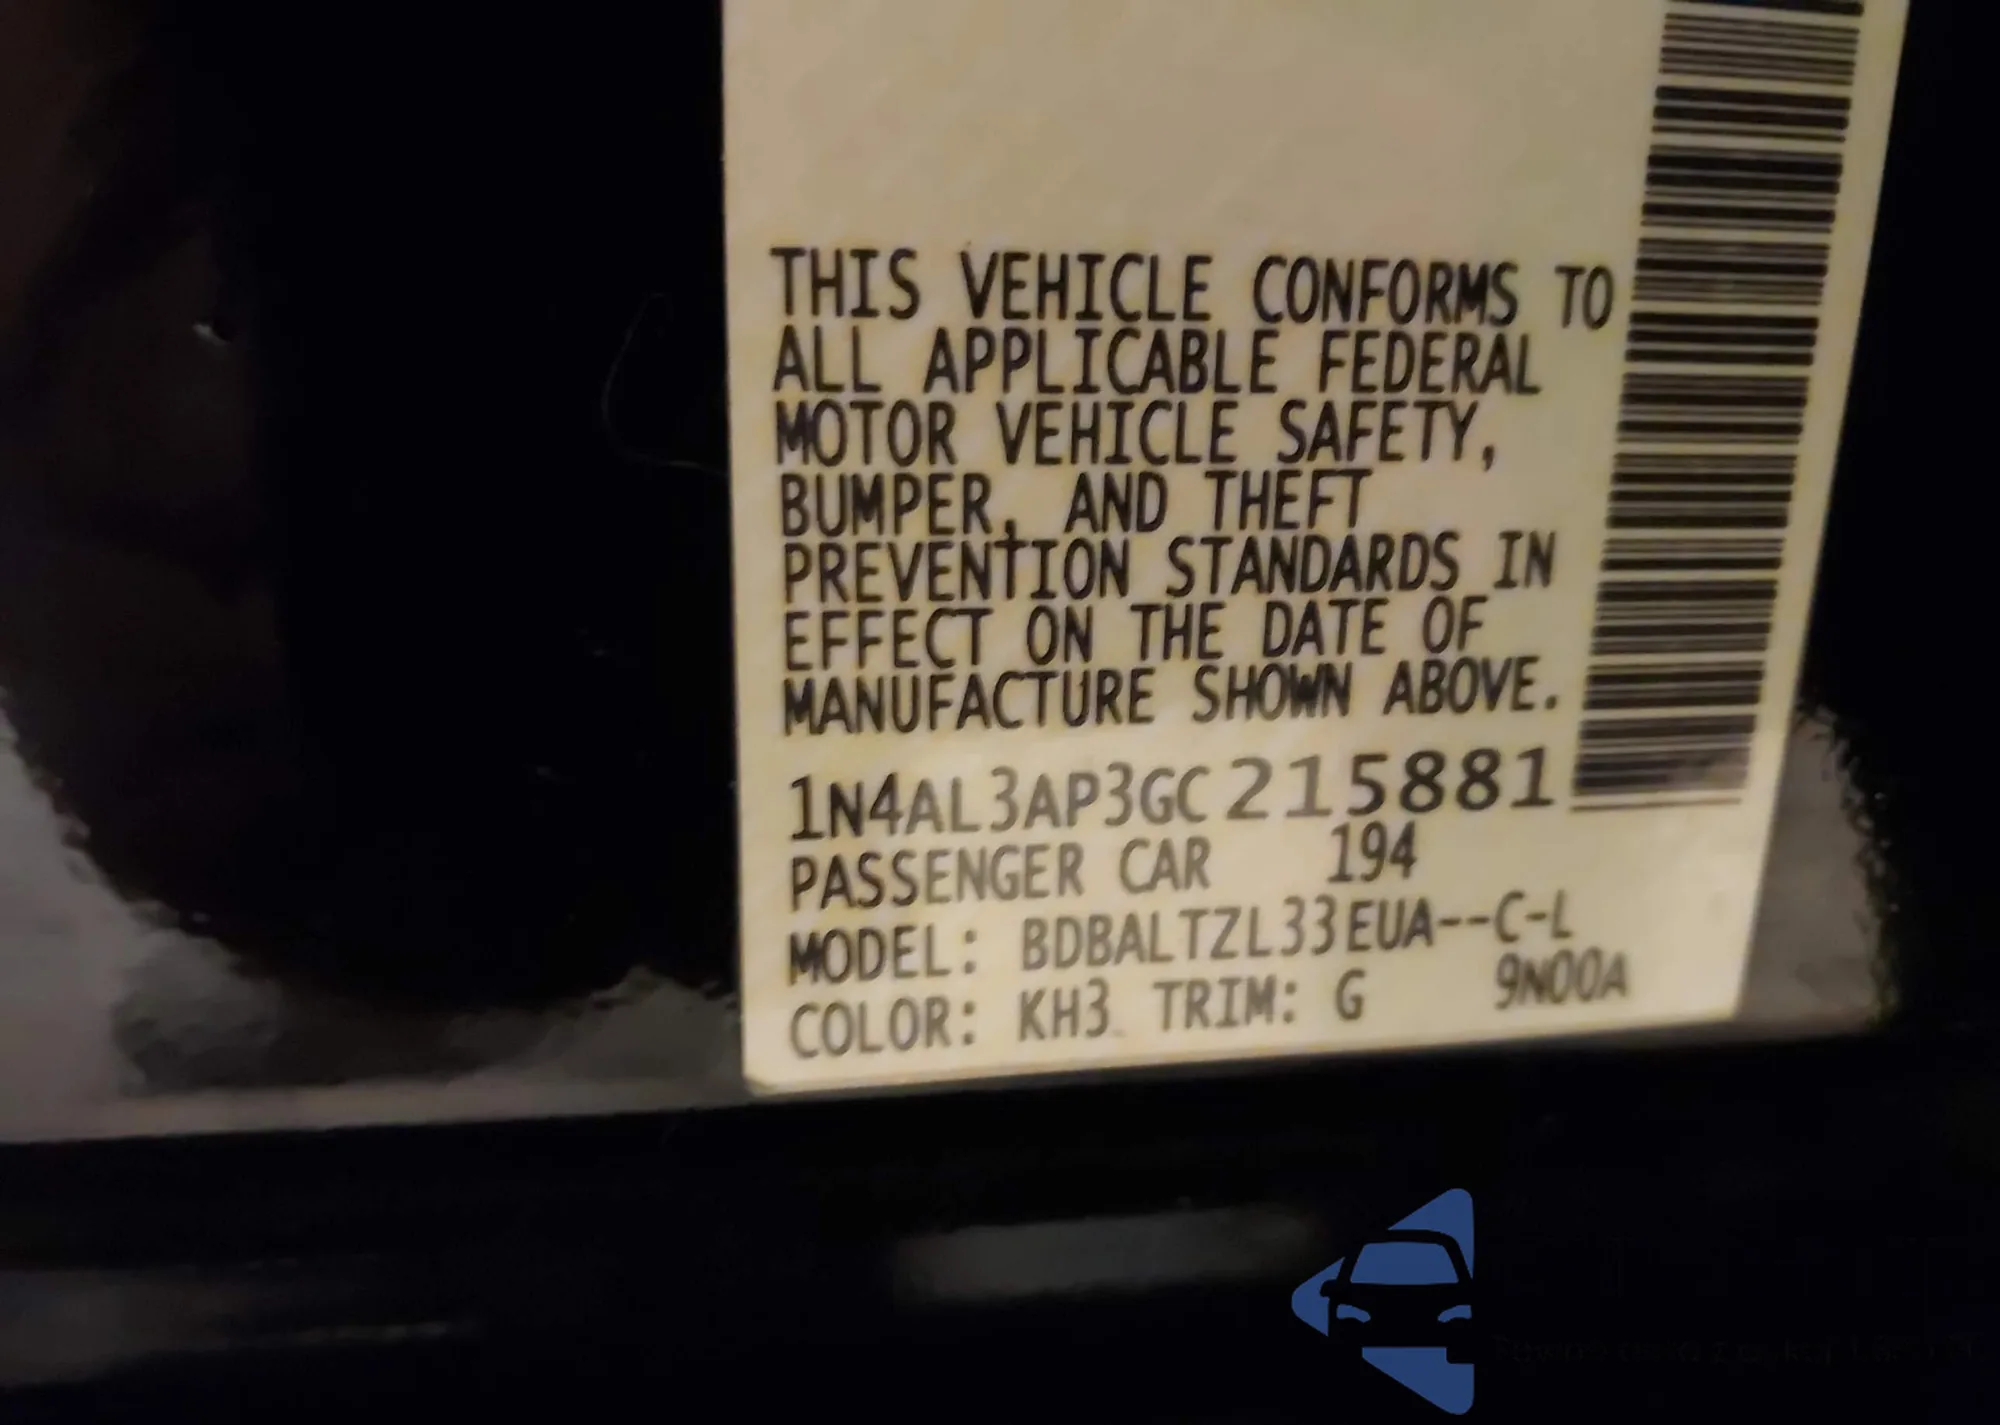 THIS VEHICLE CONFORMS TO
ALL APPLICABLE FEDERAL
MOTOR VEHICLE SAFETY,
BUMPER, AND THEFT
PREVENTION STANDARDS IN
EFFECT ON THE DATE OF
MANUFACTURE SHOWN ABOVE.
1N4AL3AP3GC215881
PASSENGER CAR 194
MODEL: BDBALTZL33EUA--C-L
COLOR: KH3 TRIM: G 9N00A